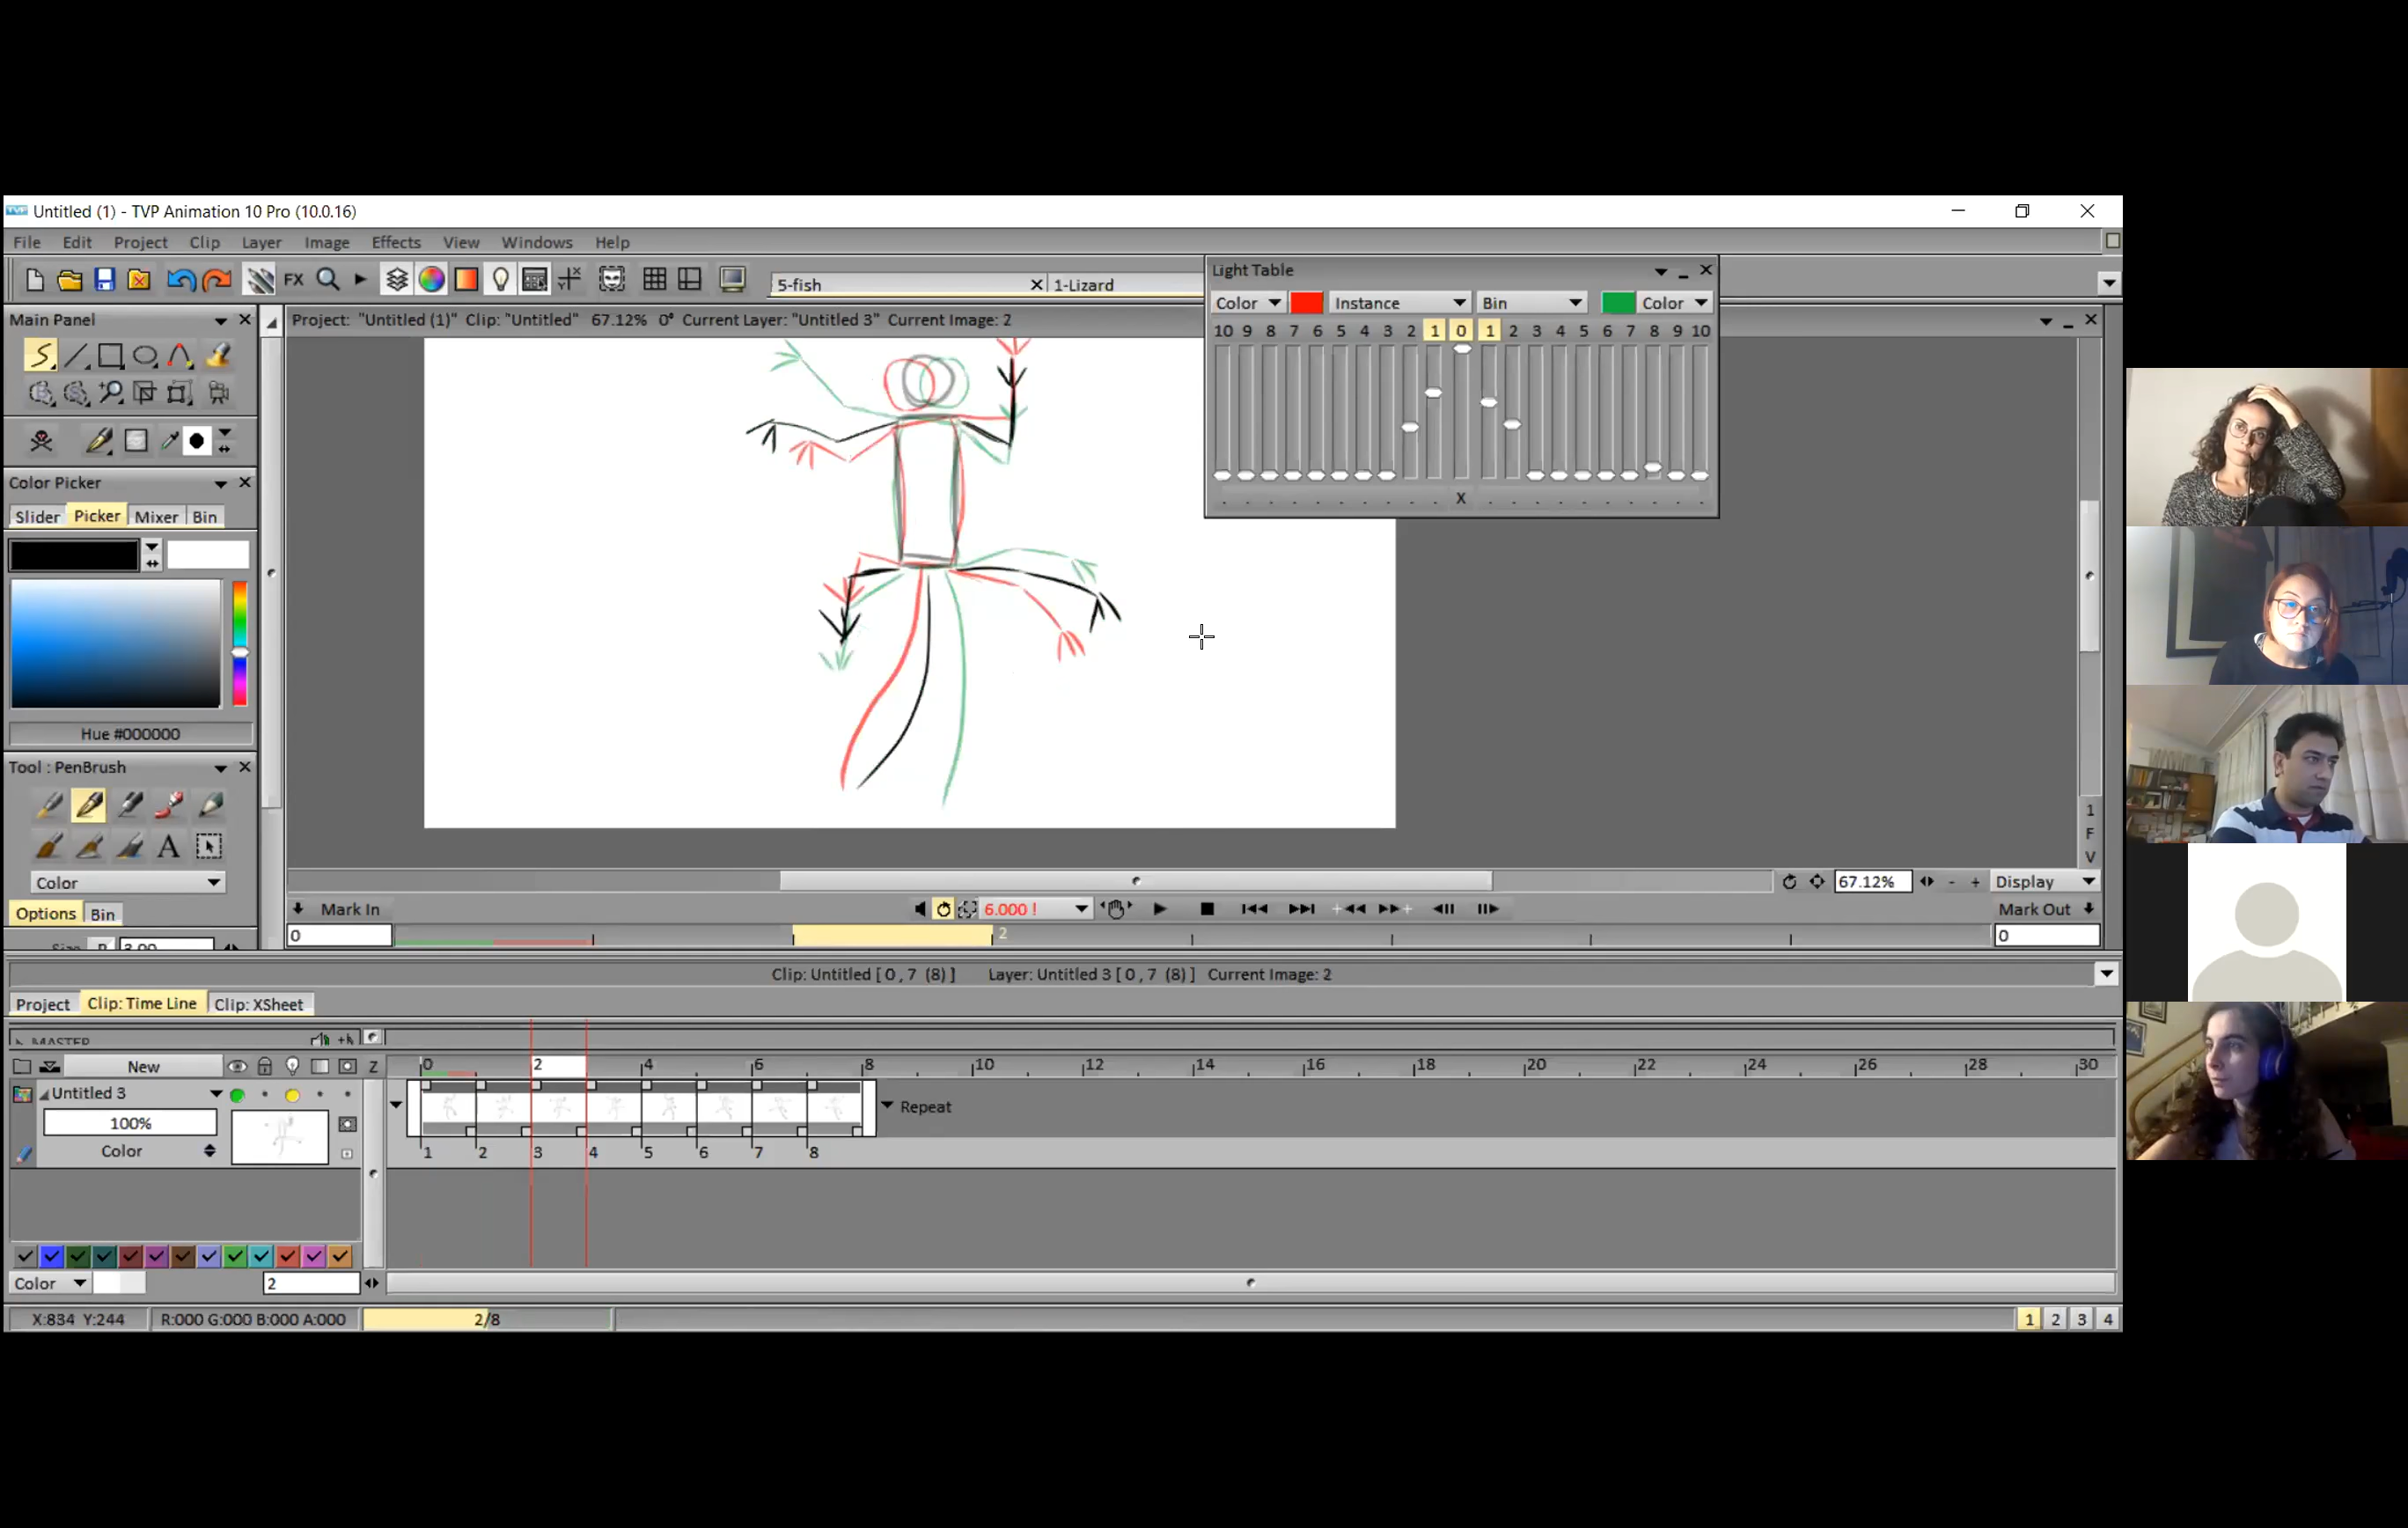 Untitled (1) - TVP Animation 10 Pro (10.0.16)
File Edit Project Clip Layer Image Effects View Windows Help
FX
5-fish
1-Lizard
Light Table
Color Instance Bin Color
10 9 8 7 6 5 4 3 2 1 0 1 2 3 4 5 6 7 8 9 10
X
Main Panel
Project: "Untitled (1)" Clip: "Untitled" 67.12% 0° Current Layer: "Untitled 3" Current Image: 2
Color Picker
Slider Picker Mixer Bin
Hue #000000
Tool : PenBrush
A
Color
Options Bin
Size P 3.00
1
F
V
67.12% - + Display
Mark In
6.000 !
Mark Out
0
2
0
Clip: Untitled [ 0 , 7 (8) ] Layer: Untitled 3 [ 0 , 7 (8) ] Current Image: 2
Project Clip: Time Line Clip: XSheet
MASTER
New Z
0 2 4 6 8 10 12 14 16 18 20 22 24 26 28 30
Untitled 3
100%
Color
Repeat
1 2 3 4 5 6 7 8
Color
2
X:834 Y:244 R:000 G:000 B:000 A:000 2/8
1 2 3 4